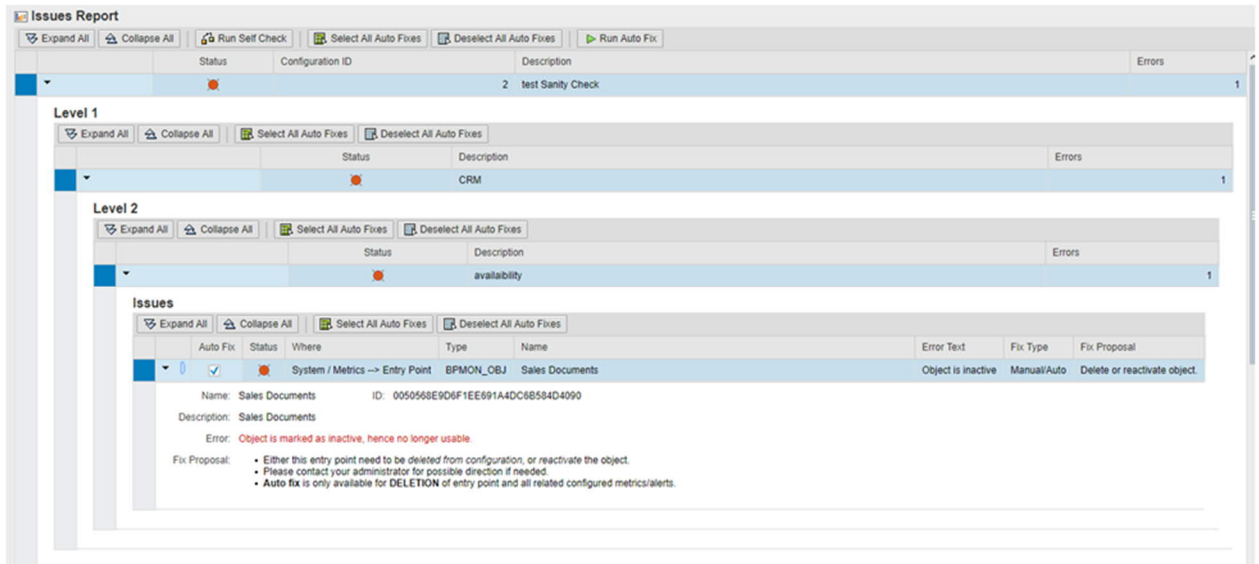 Issues Report
Expand All Collapse All Run Self Check Select All Auto Fixes Deselect All Auto Fixes Run Auto Fix
Status Configuration ID Description Errors
2 test Sanity Check 1
Level 1
Expand All Collapse All Select All Auto Fixes Deselect All Auto Fixes
Status Description Errors
CRM 1
Level 2
Expand All Collapse All Select All Auto Fixes Deselect All Auto Fixes
Status Description Errors
availaibility 1
Issues
Expand All Collapse All Select All Auto Fixes Deselect All Auto Fixes
Auto Fix Status Where Type Name Error Text Fix Type Fix Proposal
System / Metrics --> Entry Point BPMON_OBJ Sales Documents Object is inactive Manual/Auto Delete or reactivate object.
Name: Sales Documents ID: 0050568E9D6F1EE691A4DC6B584D4090
Description: Sales Documents
Error: Object is marked as inactive, hence no longer usable.
Fix Proposal: • Either this entry point need to be deleted from configuration, or reactivate the object.
• Please contact your administrator for possible direction if needed.
• Auto fix is only available for DELETION of entry point and all related configured metrics/alerts.